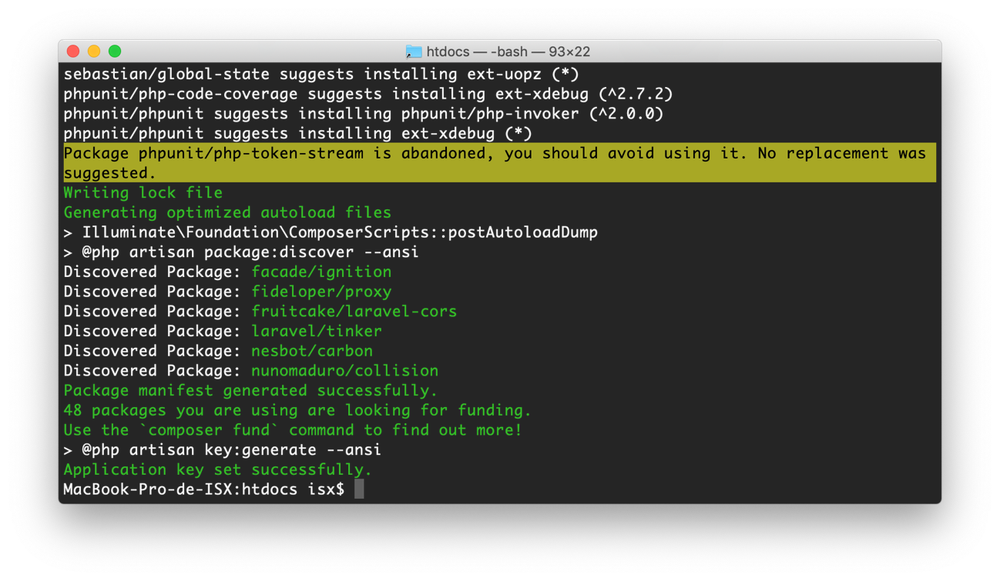 htdocs — -bash — 93×22
sebastian/global-state suggests installing ext-uopz (*)
phpunit/php-code-coverage suggests installing ext-xdebug (^2.7.2)
phpunit/phpunit suggests installing phpunit/php-invoker (^2.0.0)
phpunit/phpunit suggests installing ext-xdebug (*)
Package phpunit/php-token-stream is abandoned, you should avoid using it. No replacement was
suggested.
Writing lock file
Generating optimized autoload files
> Illuminate\Foundation\ComposerScripts::postAutoloadDump
> @php artisan package:discover --ansi
Discovered Package: facade/ignition
Discovered Package: fideloper/proxy
Discovered Package: fruitcake/laravel-cors
Discovered Package: laravel/tinker
Discovered Package: nesbot/carbon
Discovered Package: nunomaduro/collision
Package manifest generated successfully.
48 packages you are using are looking for funding.
Use the `composer fund` command to find out more!
> @php artisan key:generate --ansi
Application key set successfully.
MacBook-Pro-de-ISX:htdocs isx$